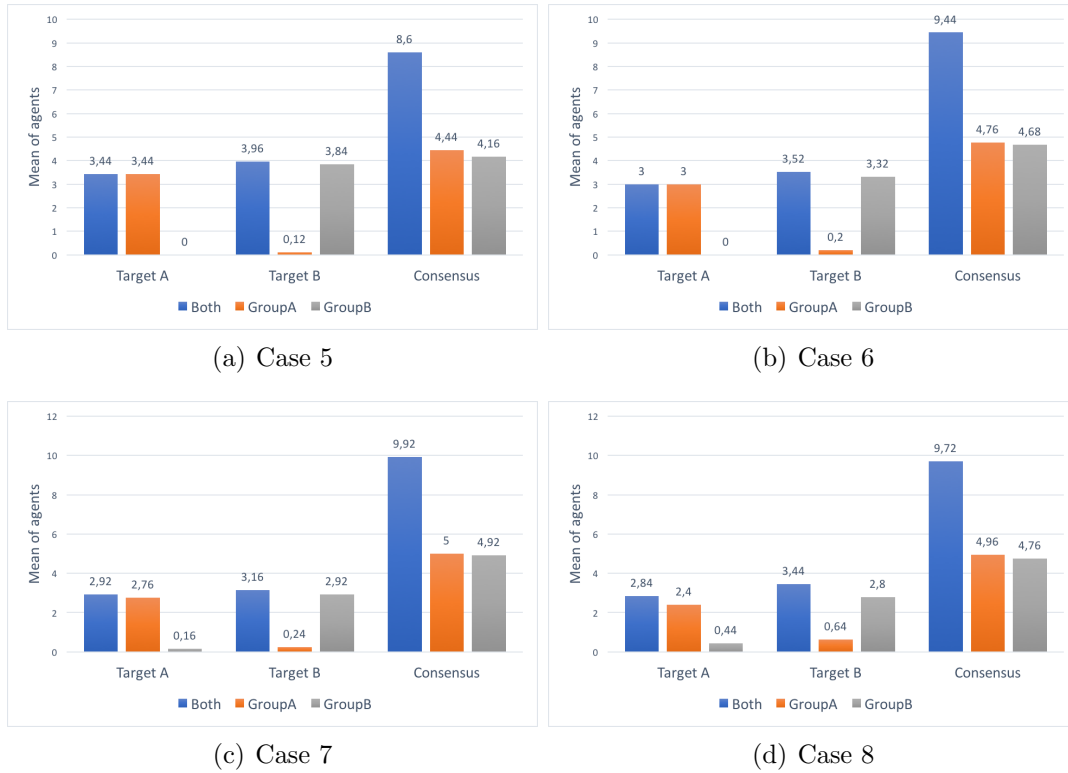 10
9
8
7
6
5
4
3
2
1
0
Mean of agents
3,44 3,44 0
3,96 0,12 3,84
8,6 4,44 4,16
Target A Target B Consensus
Both GroupA GroupB
(a) Case 5
10
9
8
7
6
5
4
3
2
1
0
Mean of agents
3 3 0
3,52 0,2 3,32
9,44 4,76 4,68
Target A Target B Consensus
Both GroupA GroupB
(b) Case 6
12
10
8
6
4
2
0
Mean of agents
2,92 2,76 0,16
3,16 0,24 2,92
9,92 5 4,92
Target A Target B Consensus
Both GroupA GroupB
(c) Case 7
12
10
8
6
4
2
0
Mean of agents
2,84 2,4 0,44
3,44 0,64 2,8
9,72 4,96 4,76
Target A Target B Consensus
Both GroupA GroupB
(d) Case 8